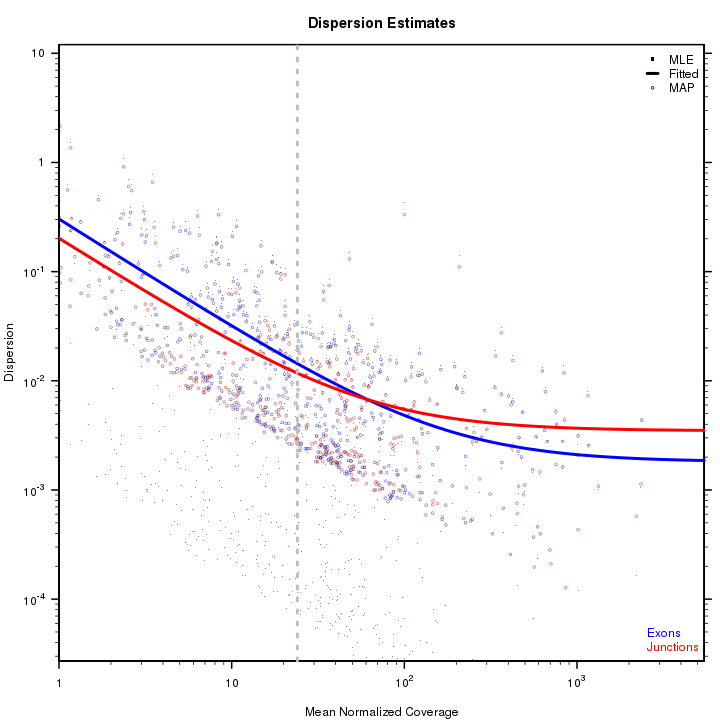 Dispersion Estimates
MLE
Fitted
MAP
10
1
10^-1
10^-2
10^-3
10^-4
Dispersion
Exons
Junctions
1
10
10^2
10^3
Mean Normalized Coverage